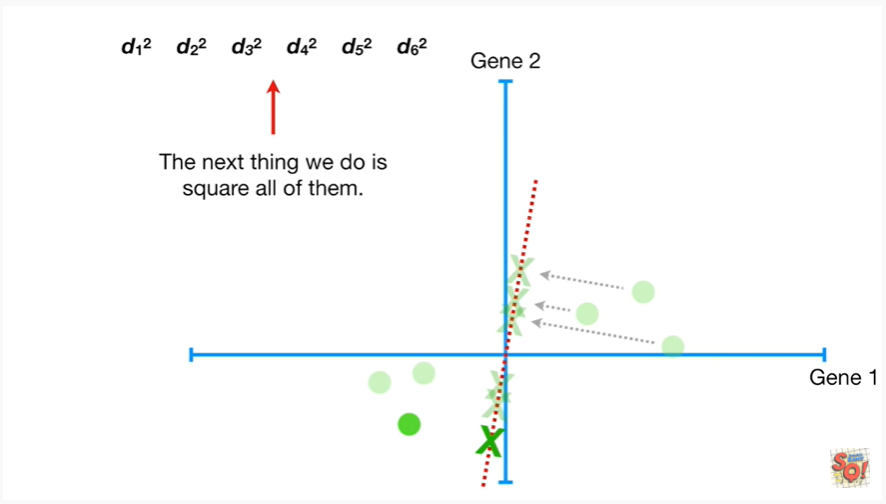 d₁² d₂² d₃² d₄² d₅² d₆²
Gene 2
The next thing we do is
square all of them.
X
X
X
X
X
X
Gene 1
SQ!